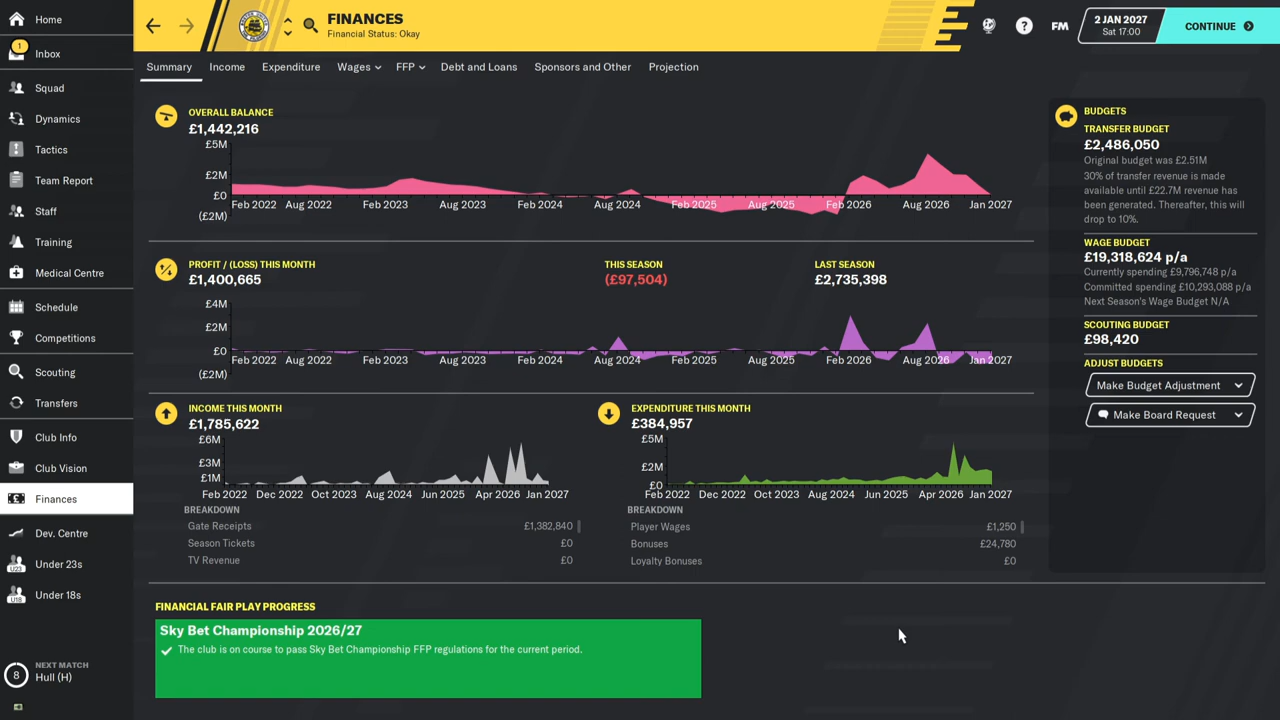 Home
1
Inbox
Squad
Dynamics
Tactics
Team Report
Staff
Training
Medical Centre
Schedule
Competitions
Scouting
Transfers
Club Info
Club Vision
Finances
Dev. Centre
U23
Under 23s
U18
Under 18s
8
NEXT MATCH
Hull (H)
FINANCES
Financial Status: Okay
?
FM
2 JAN 2027
Sat 17:00
CONTINUE
Summary Income Expenditure Wages FFP Debt and Loans Sponsors and Other Projection
OVERALL BALANCE
£1,442,216
£5M
£2M
£0
(£2M)
Feb 2022 Aug 2022 Feb 2023 Aug 2023 Feb 2024 Aug 2024 Feb 2025 Aug 2025 Feb 2026 Aug 2026 Jan 2027
PROFIT / (LOSS) THIS MONTH
£1,400,665
THIS SEASON
(£97,504)
LAST SEASON
£2,735,398
£4M
£2M
£0
(£2M)
Feb 2022 Aug 2022 Feb 2023 Aug 2023 Feb 2024 Aug 2024 Feb 2025 Aug 2025 Feb 2026 Aug 2026 Jan 2027
INCOME THIS MONTH
£1,785,622
£6M
£3M
£1M
Feb 2022 Dec 2022 Oct 2023 Aug 2024 Jun 2025 Apr 2026 Jan 2027
BREAKDOWN
Gate Receipts £1,382,840
Season Tickets £0
TV Revenue £0
EXPENDITURE THIS MONTH
£384,957
£5M
£2M
£0
Feb 2022 Dec 2022 Oct 2023 Aug 2024 Jun 2025 Apr 2026 Jan 2027
BREAKDOWN
Player Wages £1,250
Bonuses £24,780
Loyalty Bonuses £0
FINANCIAL FAIR PLAY PROGRESS
Sky Bet Championship 2026/27
The club is on course to pass Sky Bet Championship FFP regulations for the current period.
BUDGETS
TRANSFER BUDGET
£2,486,050
Original budget was £2.51M
30% of transfer revenue is made
available until £22.7M revenue has
been generated. Thereafter, this will
drop to 10%.
WAGE BUDGET
£19,318,624 p/a
Currently spending £9,796,748 p/a
Committed spending £10,293,088 p/a
Next Season's Wage Budget N/A
SCOUTING BUDGET
£98,420
ADJUST BUDGETS
Make Budget Adjustment
Make Board Request